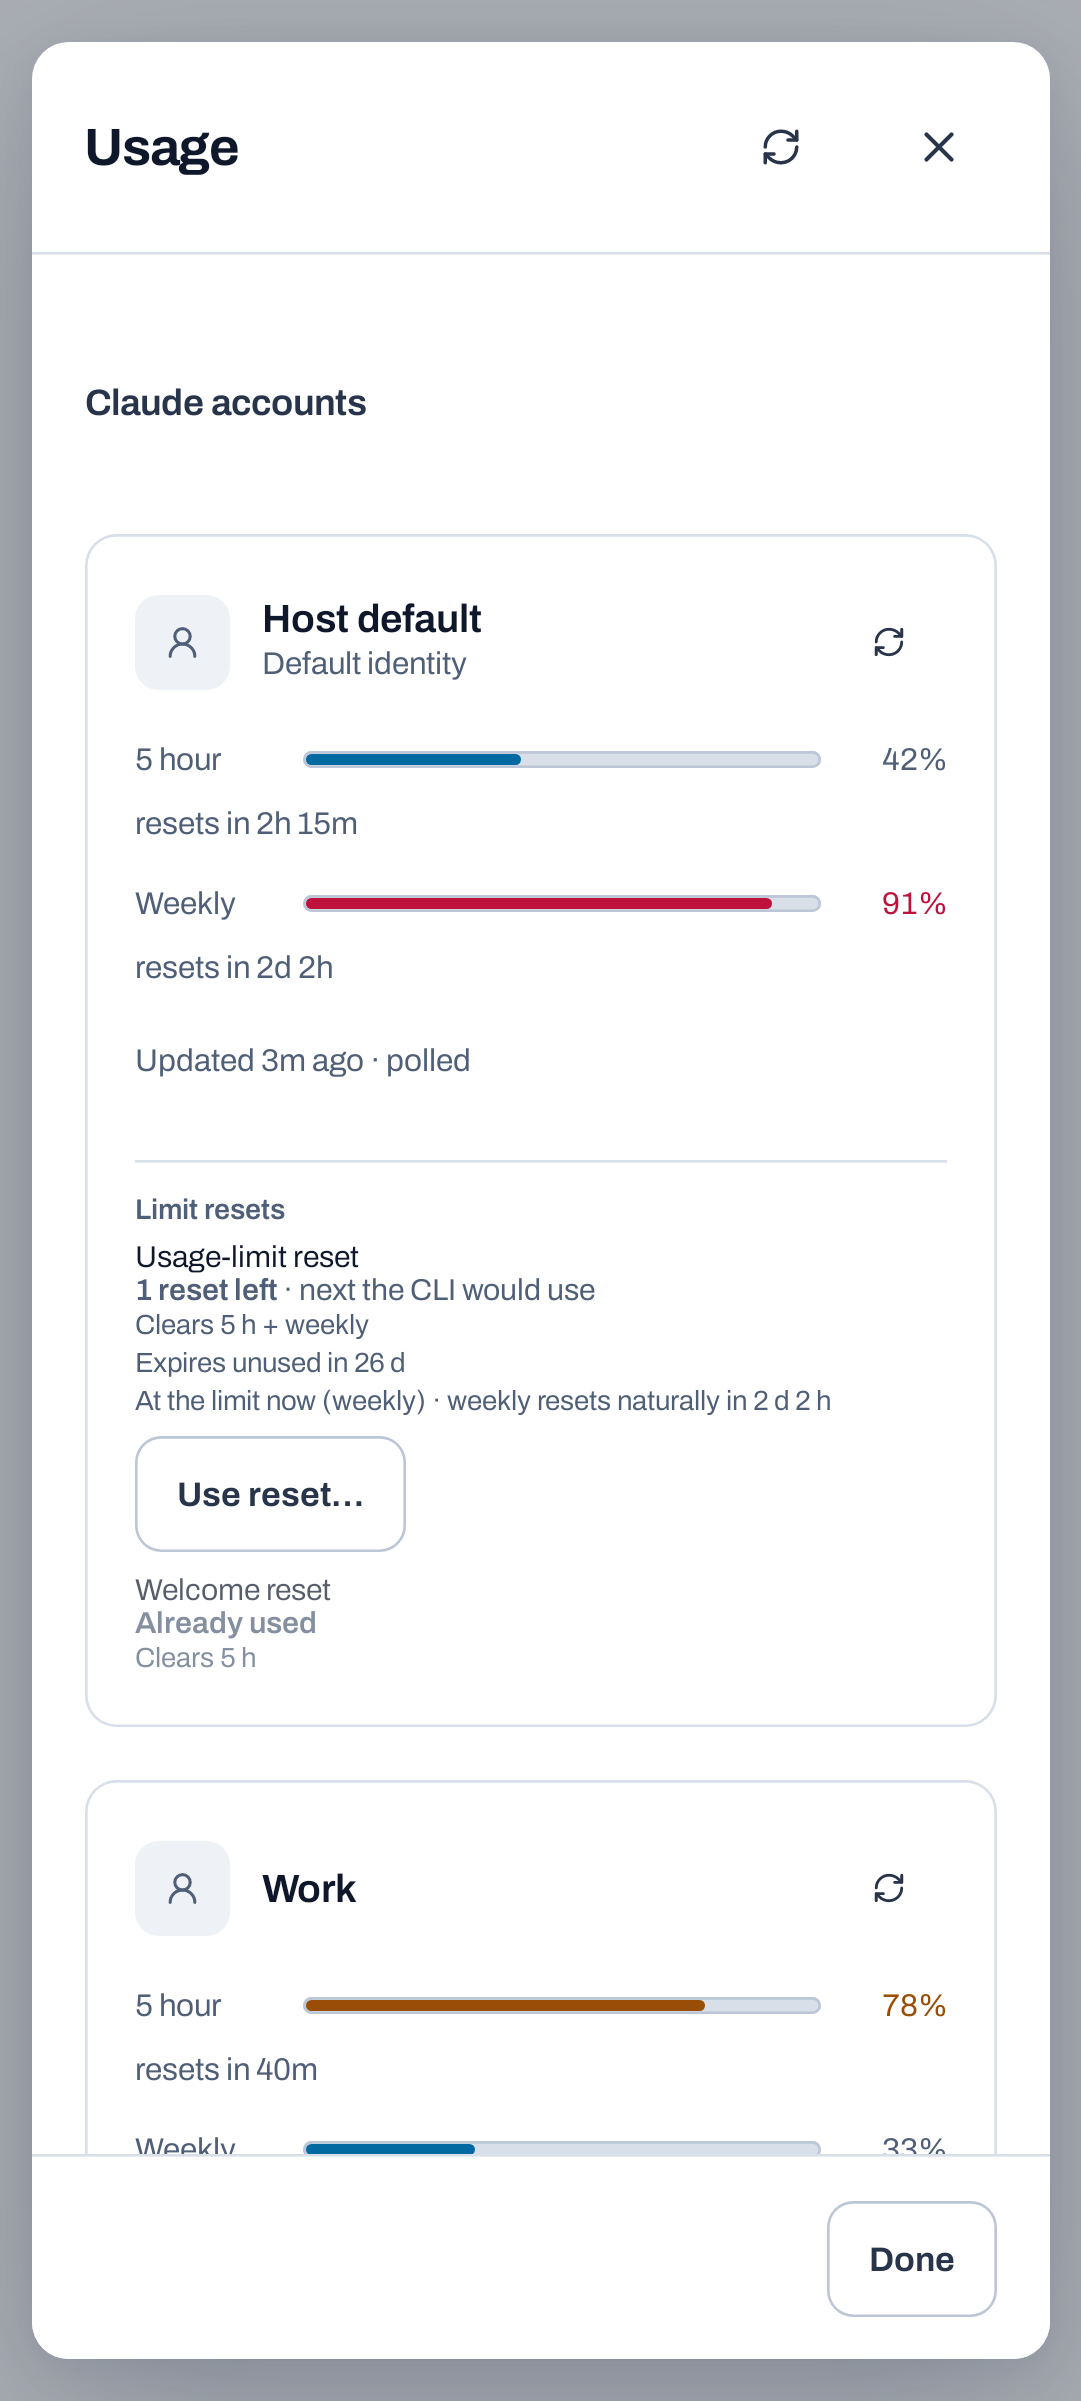 Usage
Claude accounts
Host default
Default identity
5 hour 42%
resets in 2h 15m
Weekly 91%
resets in 2d 2h
Updated 3m ago · polled
Limit resets
Usage-limit reset
1 reset left · next the CLI would use
Clears 5 h + weekly
Expires unused in 26 d
At the limit now (weekly) · weekly resets naturally in 2 d 2 h
Use reset…
Welcome reset
Already used
Clears 5 h
Work
5 hour 78%
resets in 40m
Weekly 33%
Done